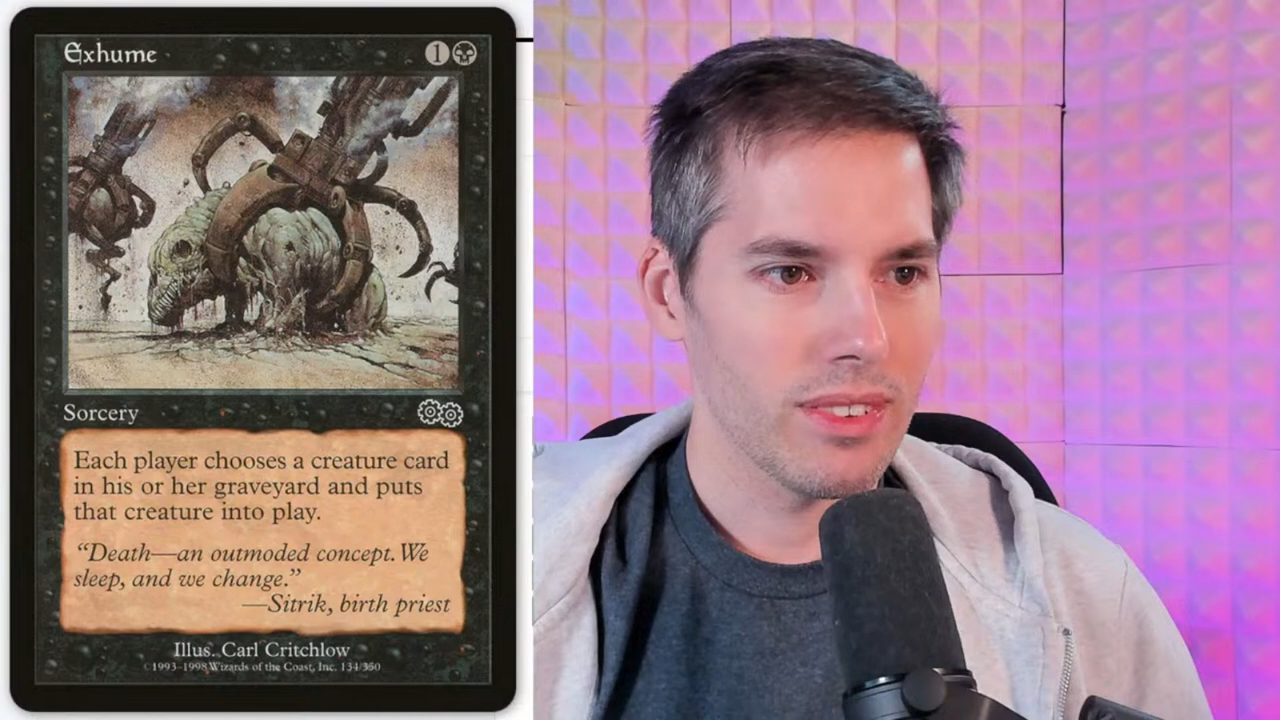 Exhume
1
Sorcery
Each player chooses a creature card
in his or her graveyard and puts
that creature into play.
“Death—an outmoded concept. We
sleep, and we change.”
—Sitrik, birth priest
Illus. Carl Critchlow
©1993–1998 Wizards of the Coast, Inc. 134/350